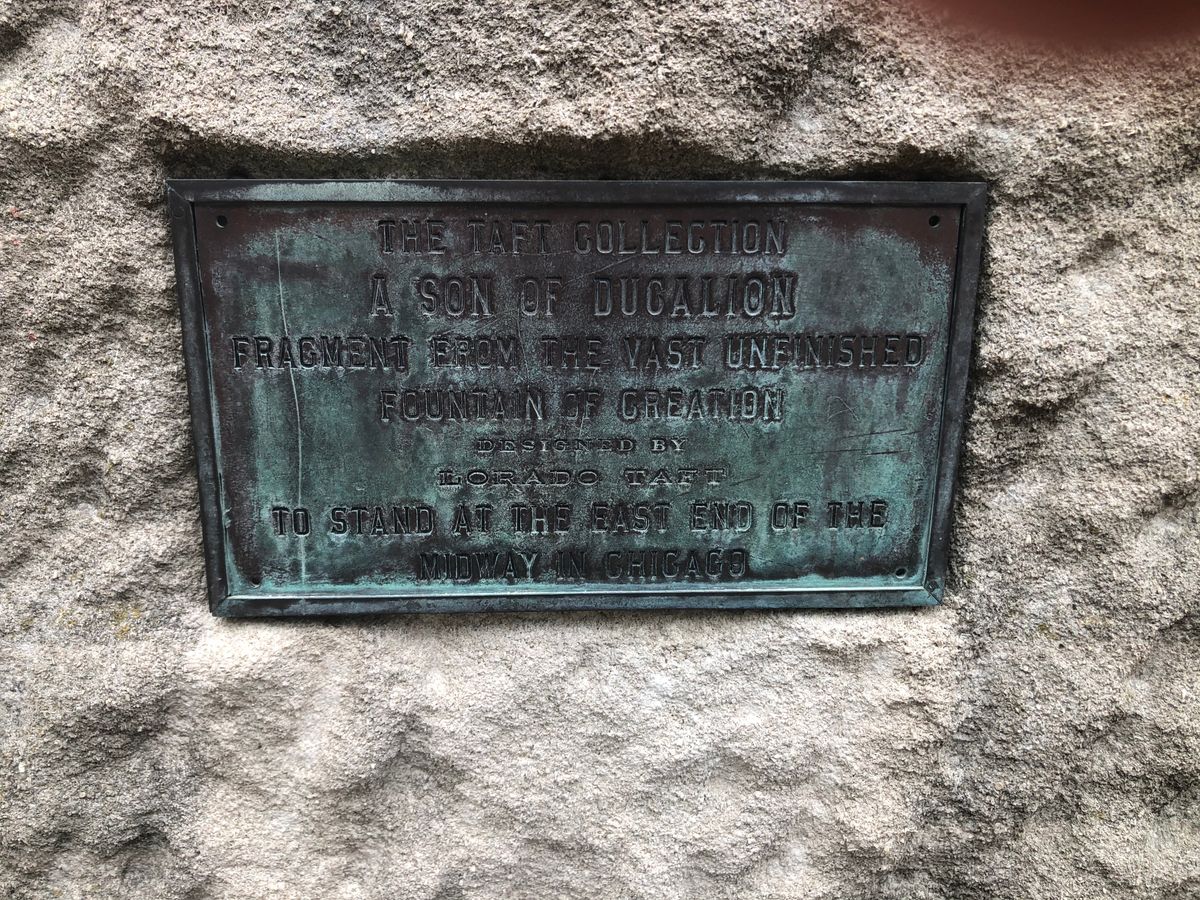 THE TAFT COLLECTION
A SON OF DUCALION
FRAGMENT FROM THE VAST UNFINISHED
FOUNTAIN OF CREATION
DESIGNED BY
LORADO TAFT
TO STAND AT THE EAST END OF THE
MIDWAY IN CHICAGO